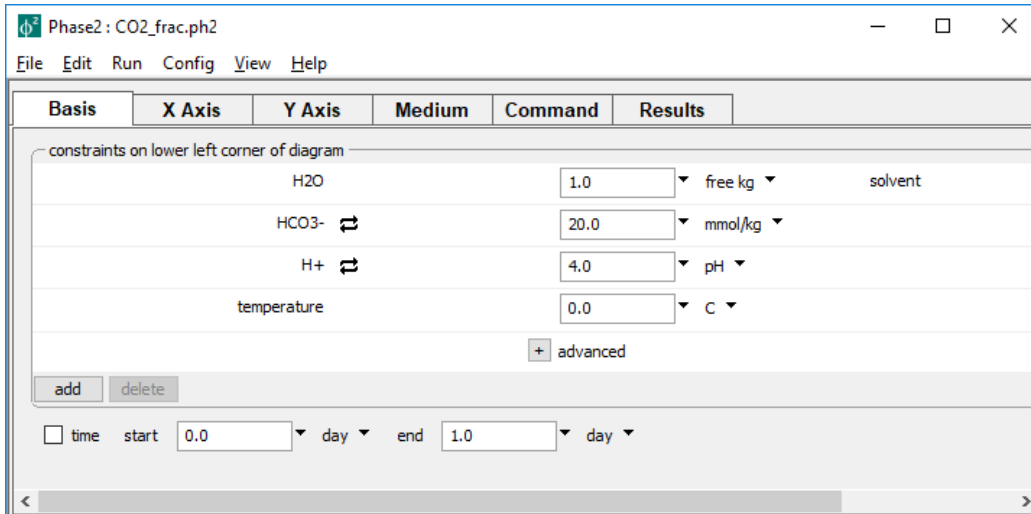 Phase2 : CO2_frac.ph2
File Edit Run Config View Help
Basis X Axis Y Axis Medium Command Results
constraints on lower left corner of diagram
H2O 1.0 free kg solvent
HCO3- 20.0 mmol/kg
H+ 4.0 pH
temperature 0.0 C
+ advanced
add delete
time start 0.0 day end 1.0 day